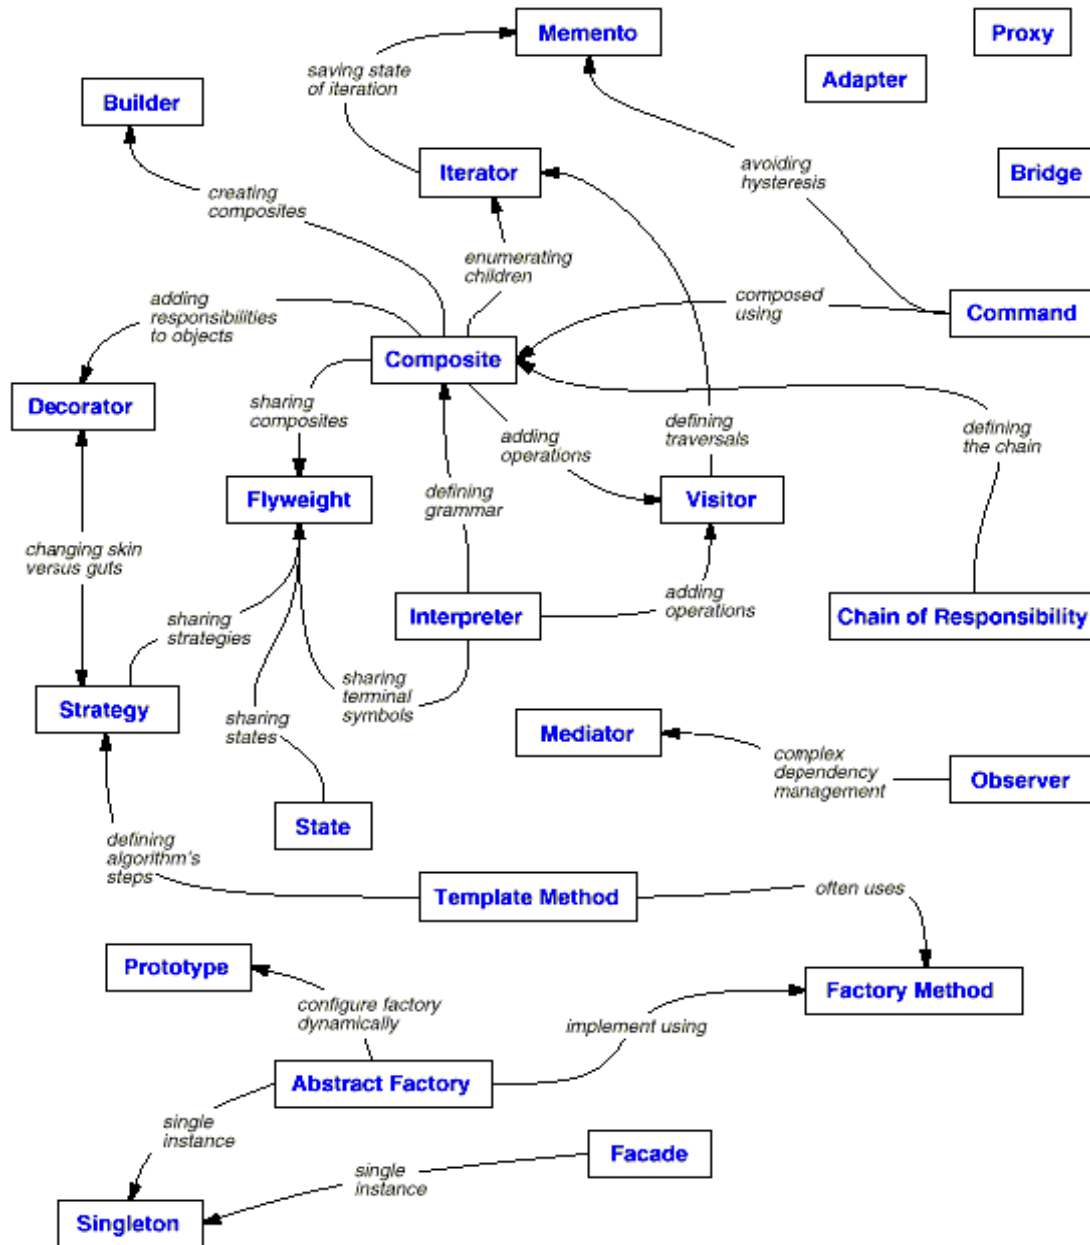 Memento
Proxy
Adapter
saving state
of iteration
Builder
Iterator
avoiding
hysteresis
Bridge
creating
composites
enumerating
children
adding
responsibilities
to objects
composed
using
Command
Composite
Decorator
sharing
composites
adding
operations
defining
traversals
defining
the chain
Flyweight
defining
grammar
Visitor
changing skin
versus guts
sharing
strategies
Interpreter
adding
operations
Chain of Responsibility
Strategy
sharing
terminal
symbols
sharing
states
Mediator
complex
dependency
management
Observer
State
defining
algorithm's
steps
Template Method
often uses
Prototype
Factory Method
configure factory
dynamically
implement using
Abstract Factory
single
instance
Facade
single
instance
Singleton